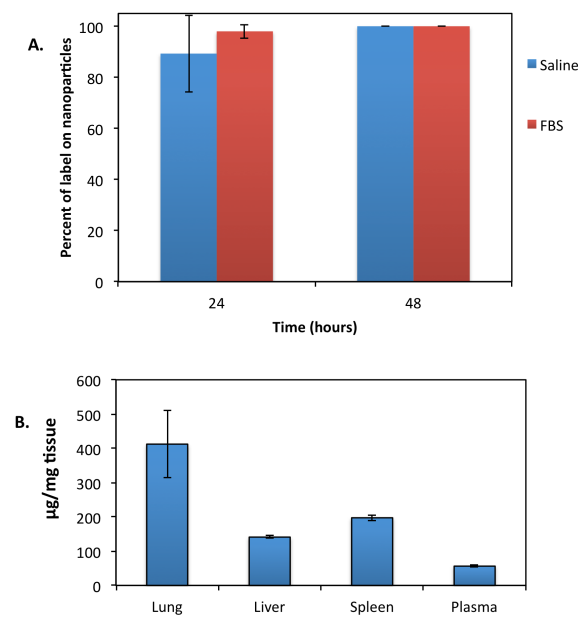 A.
Percent of label on nanoparticles
100
80
60
40
20
0
24
48
Time (hours)
Saline
FBS
B.
µg/mg tissue
600
500
400
300
200
100
0
Lung
Liver
Spleen
Plasma